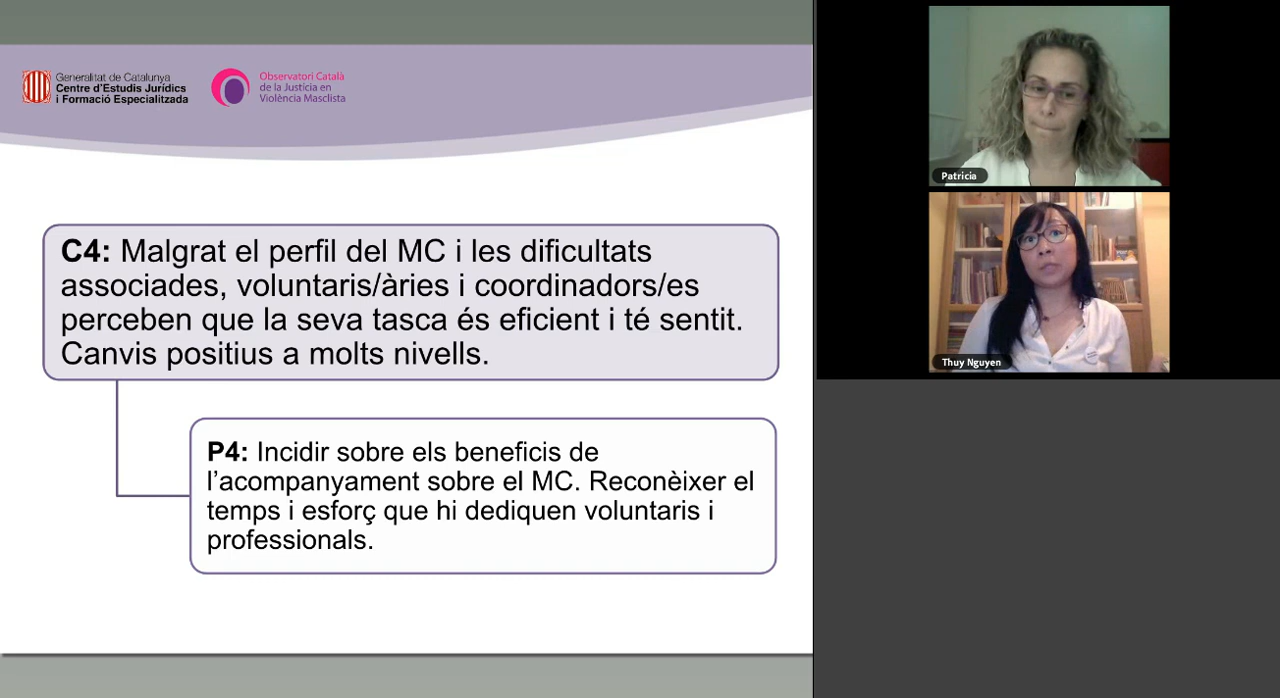 Generalitat de Catalunya
Centre d'Estudis Jurídics
i Formació Especialitzada
Observatori Català
de la Justícia en
Violència Masclista
C4: Malgrat el perfil del MC i les dificultats
associades, voluntaris/àries i coordinadors/es
perceben que la seva tasca és eficient i té sentit.
Canvis positius a molts nivells.
P4: Incidir sobre els beneficis de
l'acompanyament sobre el MC. Reconèixer el
temps i esforç que hi dediquen voluntaris i
professionals.
Patricia
Thuy Nguyen